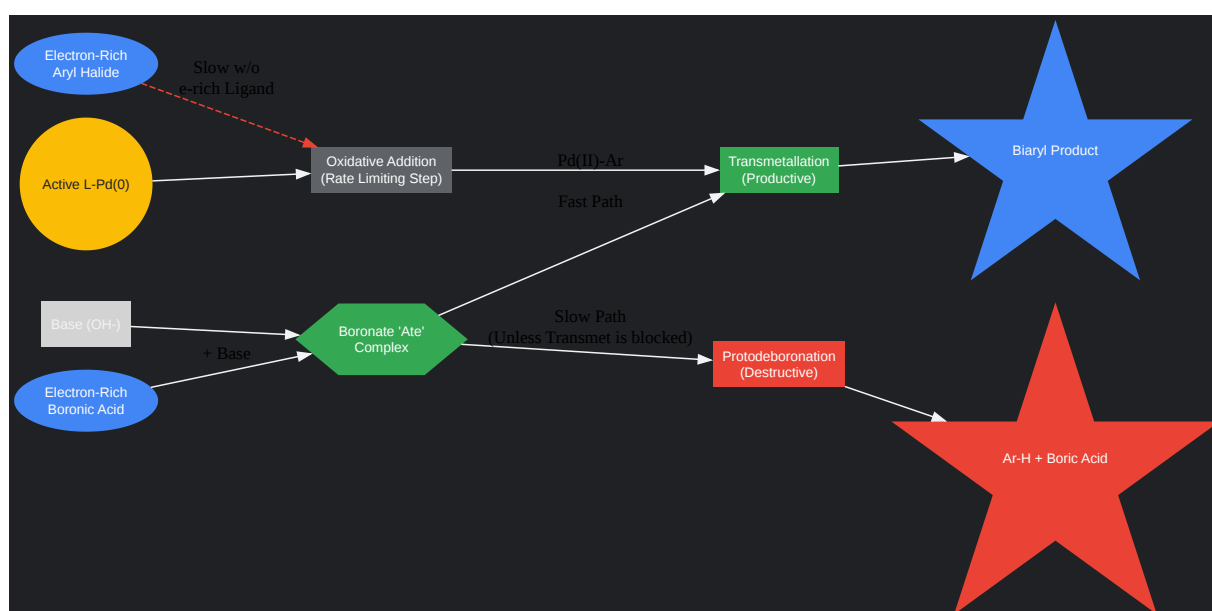 Electron-Rich
Aryl Halide
Slow w/o
e-rich Ligand
Active L-Pd(0)
Oxidative Addition
(Rate Limiting Step)
Pd(II)-Ar
Fast Path
Transmetallation
(Productive)
Biaryl Product
Base (OH-)
+ Base
Electron-Rich
Boronic Acid
Boronate 'Ate'
Complex
Slow Path
(Unless Transmet is blocked)
Protodeboronation
(Destructive)
Ar-H + Boric Acid